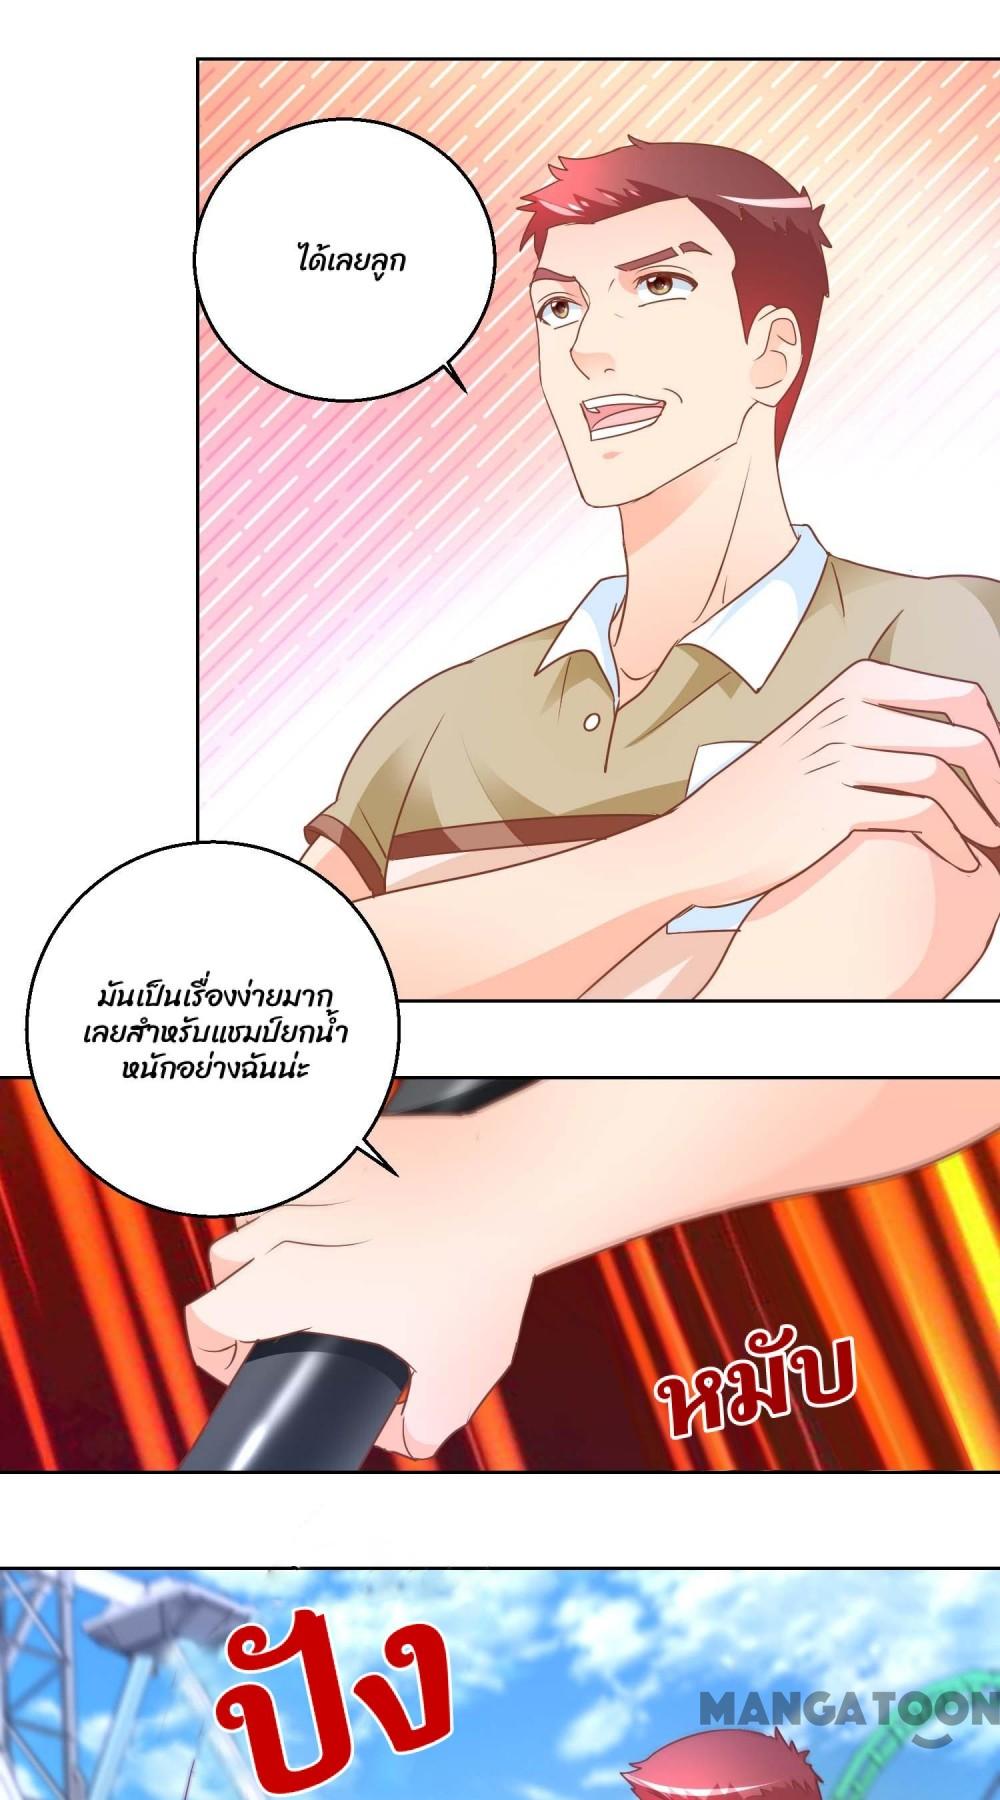 ได้เลยลูก
มันเป็นเรื่องง่ายมาก
เลยสำหรับแชมป์ยกน้ำ
หนักอย่างฉันน่ะ
หมับ
ปัง
MANGATOON